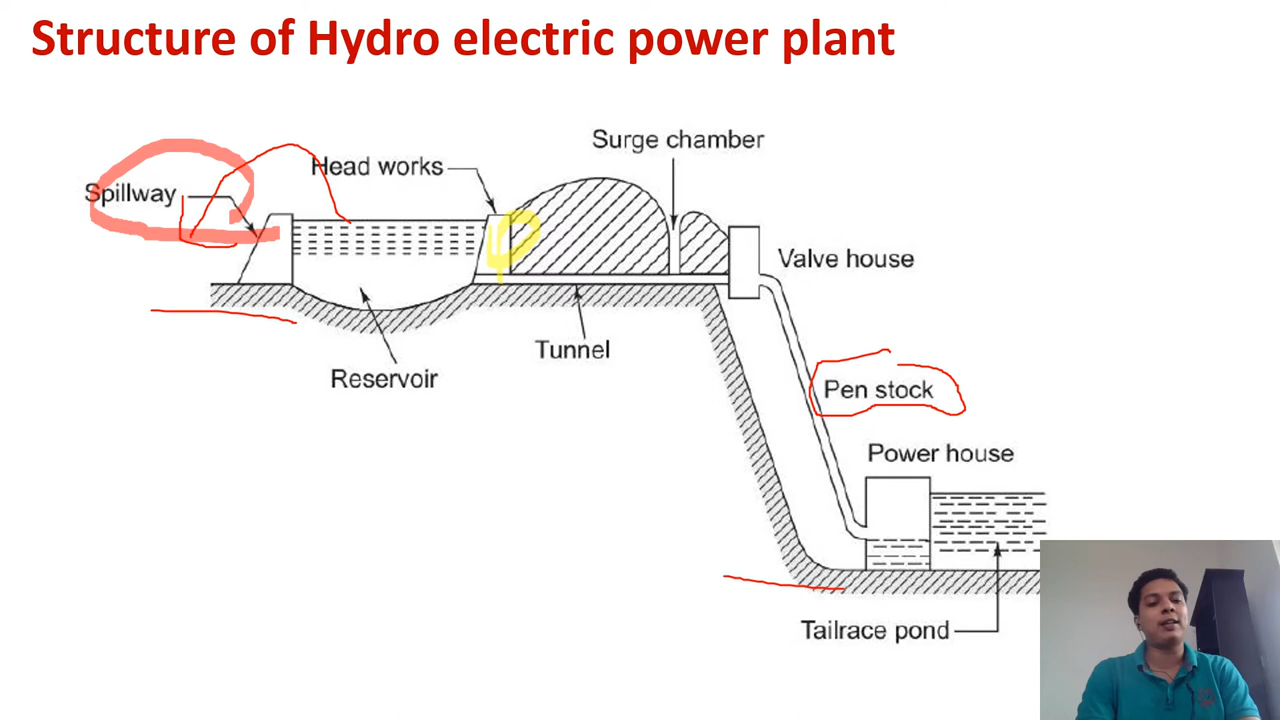 Structure of Hydro electric power plant
Surge chamber
Head works
Spillway
Valve house
Tunnel
Reservoir
Pen stock
Power house
Tailrace pond